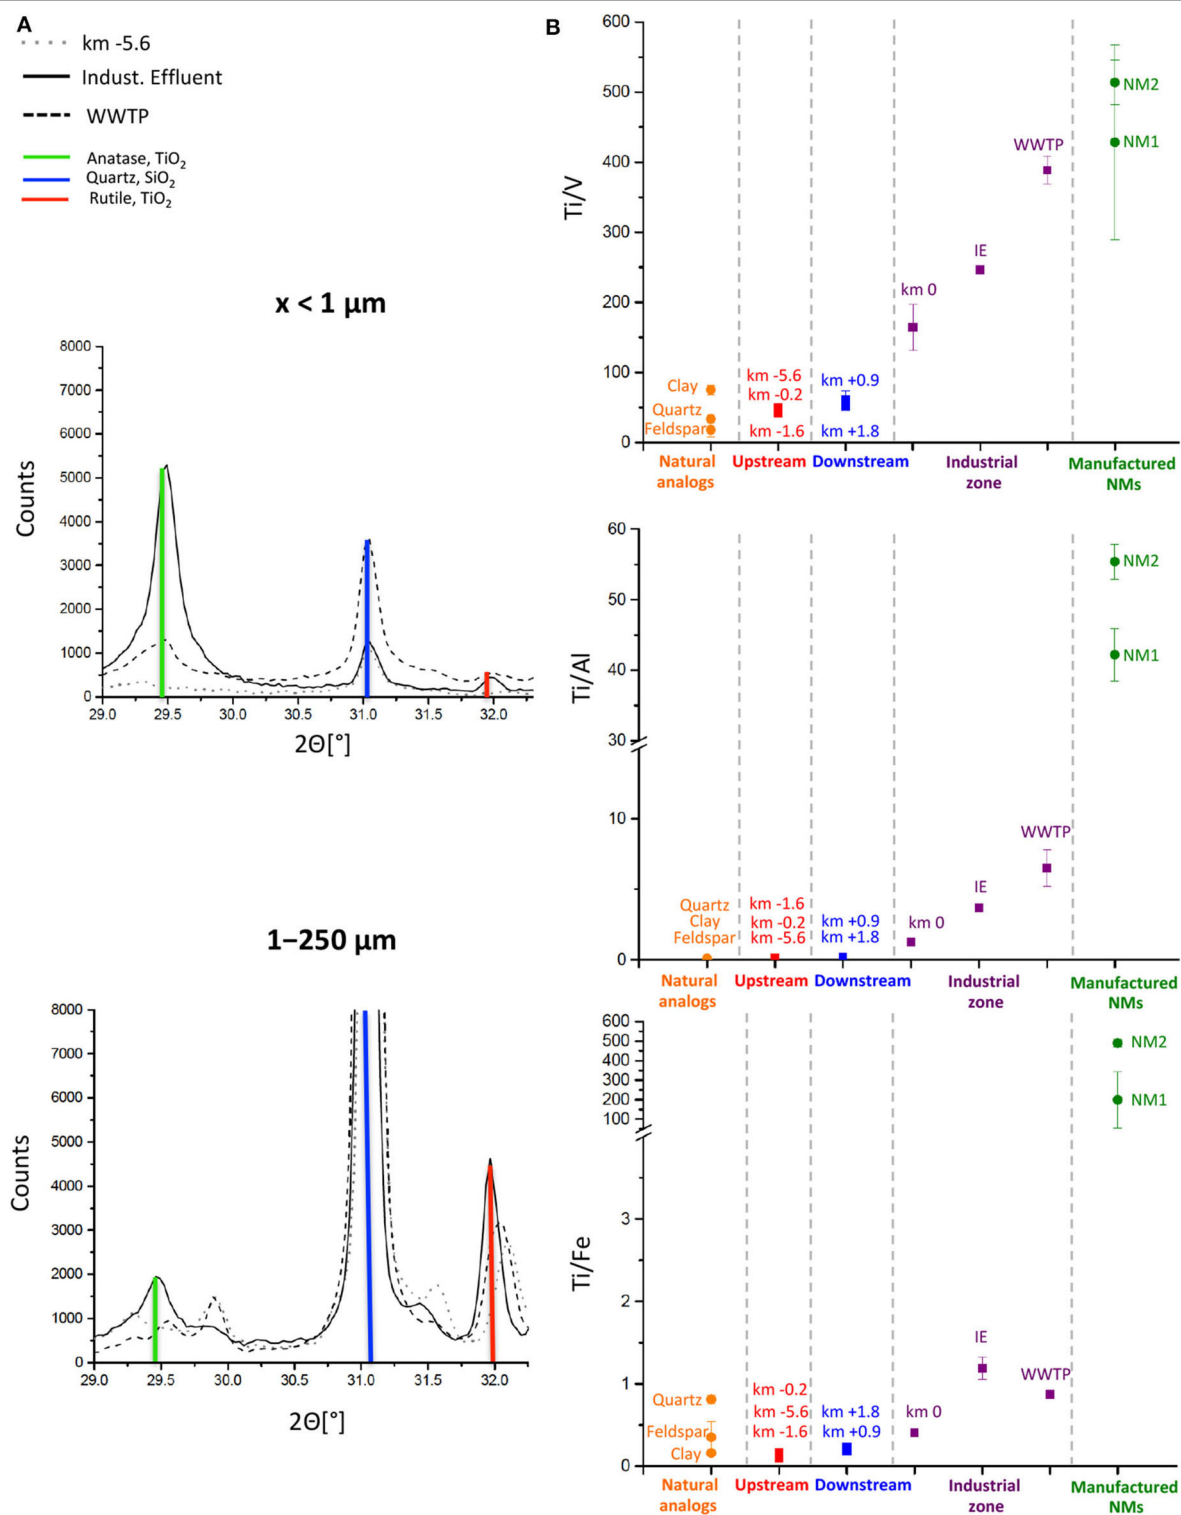 A
km -5.6
Indust. Effluent
WWTP
Anatase, TiO2
Quartz, SiO2
Rutile, TiO2
x < 1 μm
8000
7000
6000
5000
4000
3000
2000
1000
0
Counts
29.0 29.5 30.0 30.5 31.0 31.5 32.0
2Θ[°]
1–250 μm
8000
7000
6000
5000
4000
3000
2000
1000
0
Counts
29.0 29.5 30.0 30.5 31.0 31.5 32.0
2Θ[°]
B
600
500
400
300
200
100
0
Ti/V
Clay
Quartz
Feldspar
km -5.6
km -0.2
km -1.6
km +0.9
km +1.8
km 0
IE
WWTP
NM2
NM1
Natural analogs
Upstream
Downstream
Industrial zone
Manufactured NMs
60
50
40
30
10
0
Ti/Al
Quartz
Clay
Feldspar
km -1.6
km -0.2
km -5.6
km +0.9
km +1.8
km 0
IE
WWTP
NM2
NM1
Natural analogs
Upstream
Downstream
Industrial zone
Manufactured NMs
600
500
400
300
200
100
3
2
1
0
Ti/Fe
Quartz
Feldspar
Clay
km -0.2
km -5.6
km -1.6
km +1.8
km +0.9
km 0
IE
WWTP
NM2
NM1
Natural analogs
Upstream
Downstream
Industrial zone
Manufactured NMs